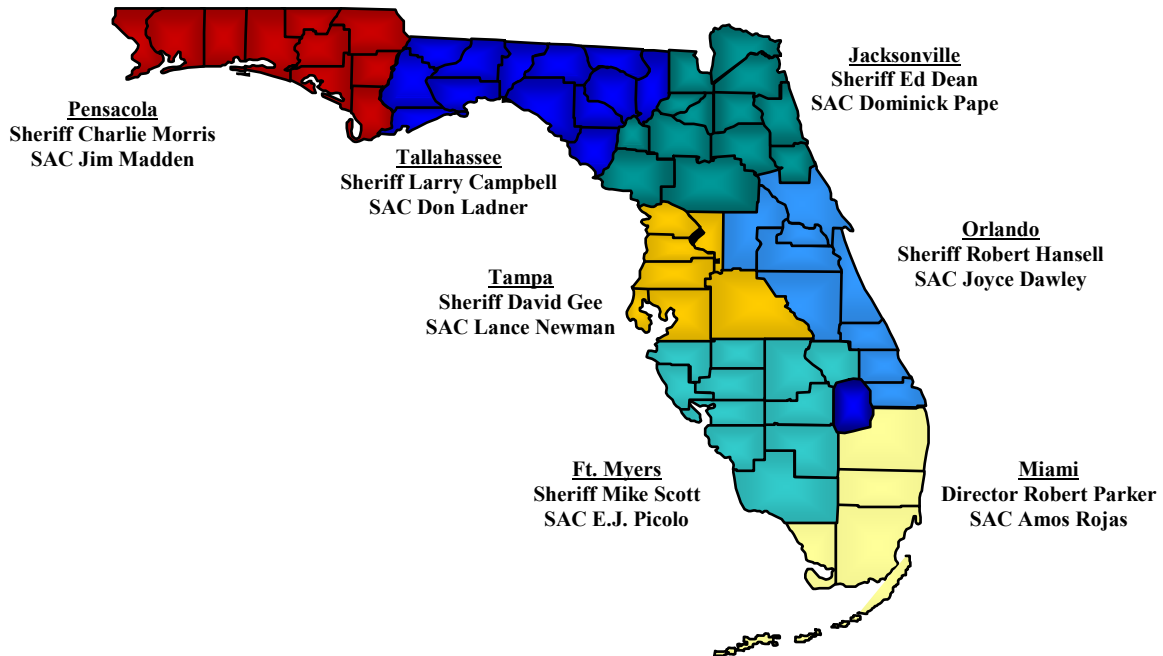 Pensacola
Sheriff Charlie Morris
SAC Jim Madden
Tallahassee
Sheriff Larry Campbell
SAC Don Ladner
Jacksonville
Sheriff Ed Dean
SAC Dominick Pape
Orlando
Sheriff Robert Hansell
SAC Joyce Dawley
Tampa
Sheriff David Gee
SAC Lance Newman
Ft. Myers
Sheriff Mike Scott
SAC E.J. Picolo
Miami
Director Robert Parker
SAC Amos Rojas